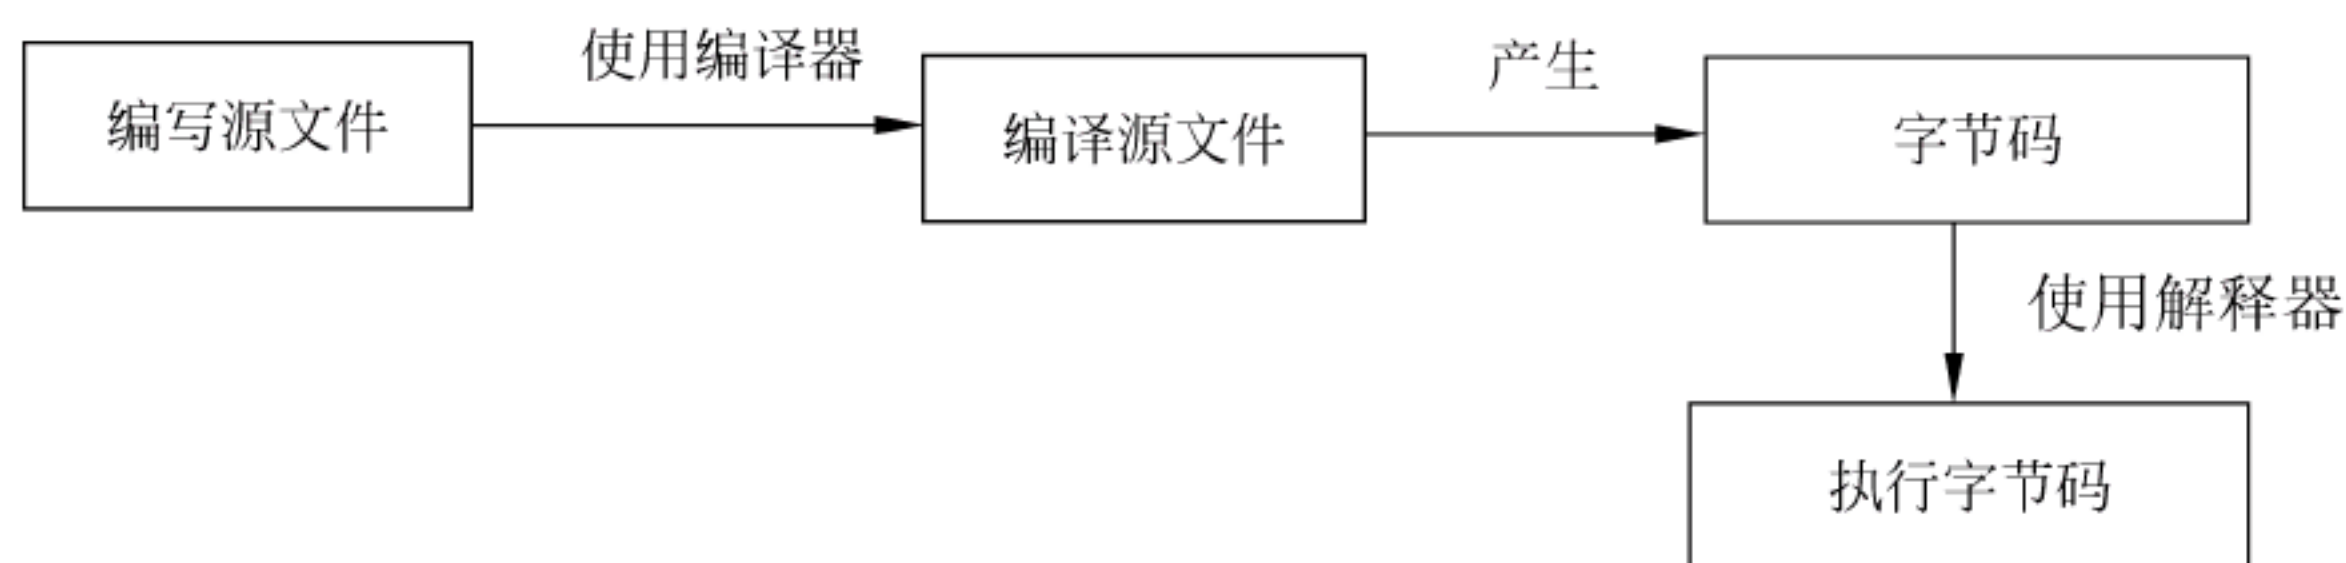 编写源文件
使用编译器
编译源文件
产生
字节码
使用解释器
执行字节码